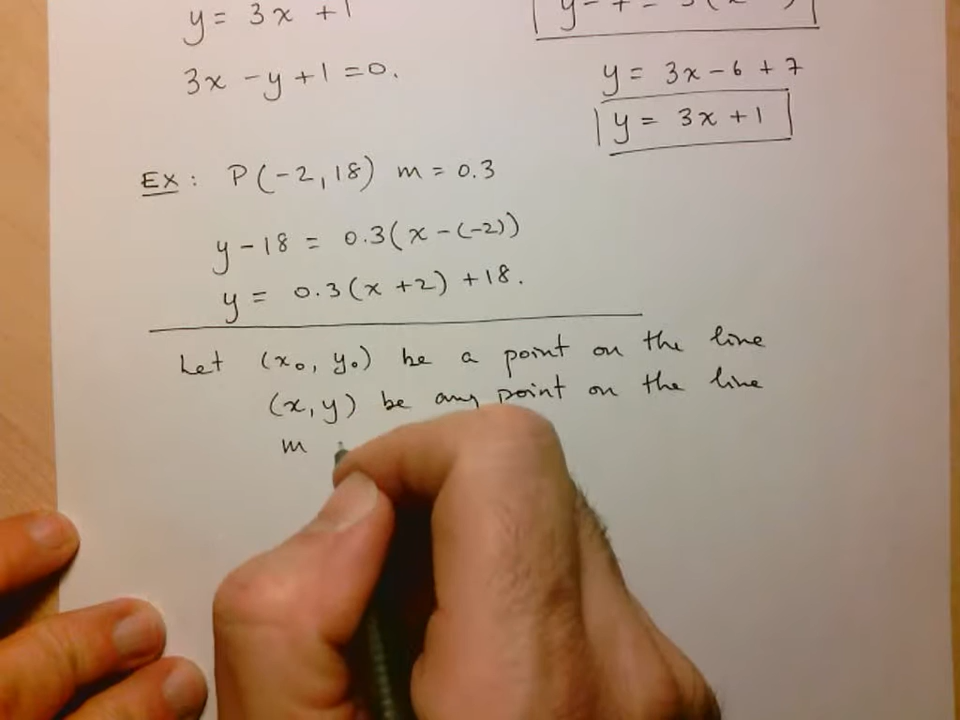 y = 3x + 1
3x - y + 1 = 0.
y = 3x - 6 + 7
y = 3x + 1
EX: P(-2, 18) m = 0.3
y - 18 = 0.3(x - (-2))
y = 0.3(x + 2) + 18.
Let (x₀, y₀) be a point on the line
(x, y) be any point on the line
m